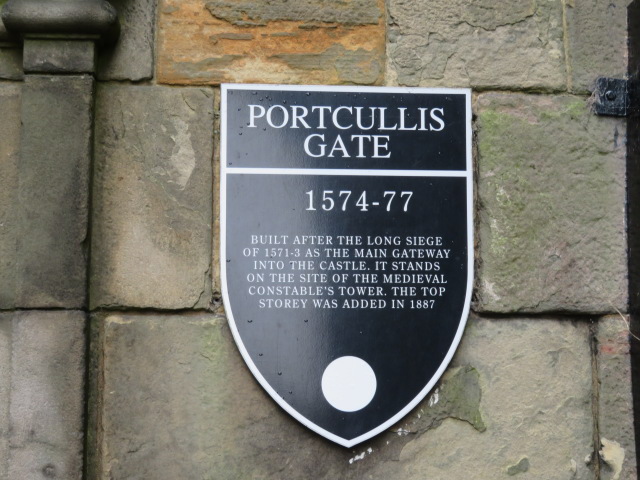 PORTCULLIS
GATE
1574-77
BUILT AFTER THE LONG SIEGE
OF 1571-3 AS THE MAIN GATEWAY
INTO THE CASTLE. IT STANDS
ON THE SITE OF THE MEDIEVAL
CONSTABLE'S TOWER. THE TOP
STOREY WAS ADDED IN 1887